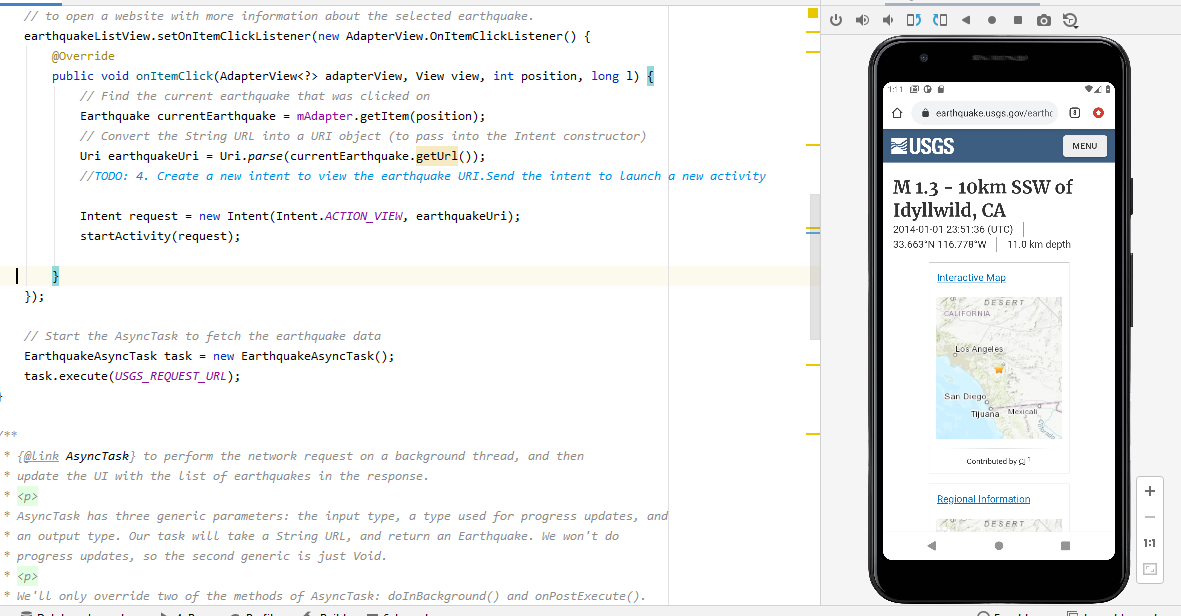 // to open a website with more information about the selected earthquake.
earthquakeListView.setOnItemClickListener(new AdapterView.OnItemClickListener() {
@Override
public void onItemClick(AdapterView<?> adapterView, View view, int position, long l) {
// Find the current earthquake that was clicked on
Earthquake currentEarthquake = mAdapter.getItem(position);
// Convert the String URL into a URI object (to pass into the Intent constructor)
Uri earthquakeUri = Uri.parse(currentEarthquake.getUrl());
//TODO: 4. Create a new intent to view the earthquake URI.Send the intent to launch a new activity
Intent request = new Intent(Intent.ACTION_VIEW, earthquakeUri);
startActivity(request);
}
});
// Start the AsyncTask to fetch the earthquake data
EarthquakeAsyncTask task = new EarthquakeAsyncTask();
task.execute(USGS_REQUEST_URL);
}
/**
* {@link AsyncTask} to perform the network request on a background thread, and then
* update the UI with the list of earthquakes in the response.
* <p>
* AsyncTask has three generic parameters: the input type, a type used for progress updates, and
* an output type. Our task will take a String URL, and return an Earthquake. We won't do
* progress updates, so the second generic is just Void.
* <p>
* We'll only override two of the methods of AsyncTask: doInBackground() and onPostExecute().
1:11
earthquake.usgs.gov/earthc
8
USGS
MENU
M 1.3 - 10km SSW of
Idyllwild, CA
2014-01-01 23:51:36 (UTC)
33.663°N 116.778°W
11.0 km depth
Interactive Map
DESERT
CALIFORNIA
Los Angeles
San Diego
Tijuana
Mexicali
Contributed by CI 1
Regional Information
DESERT
1:1